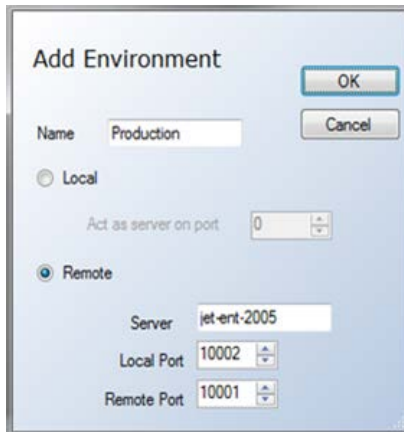 Add Environment
OK
Name Production
Cancel
Local
Act as server on port 0
Remote
Server jet-ent-2005
Local Port 10002
Remote Port 10001